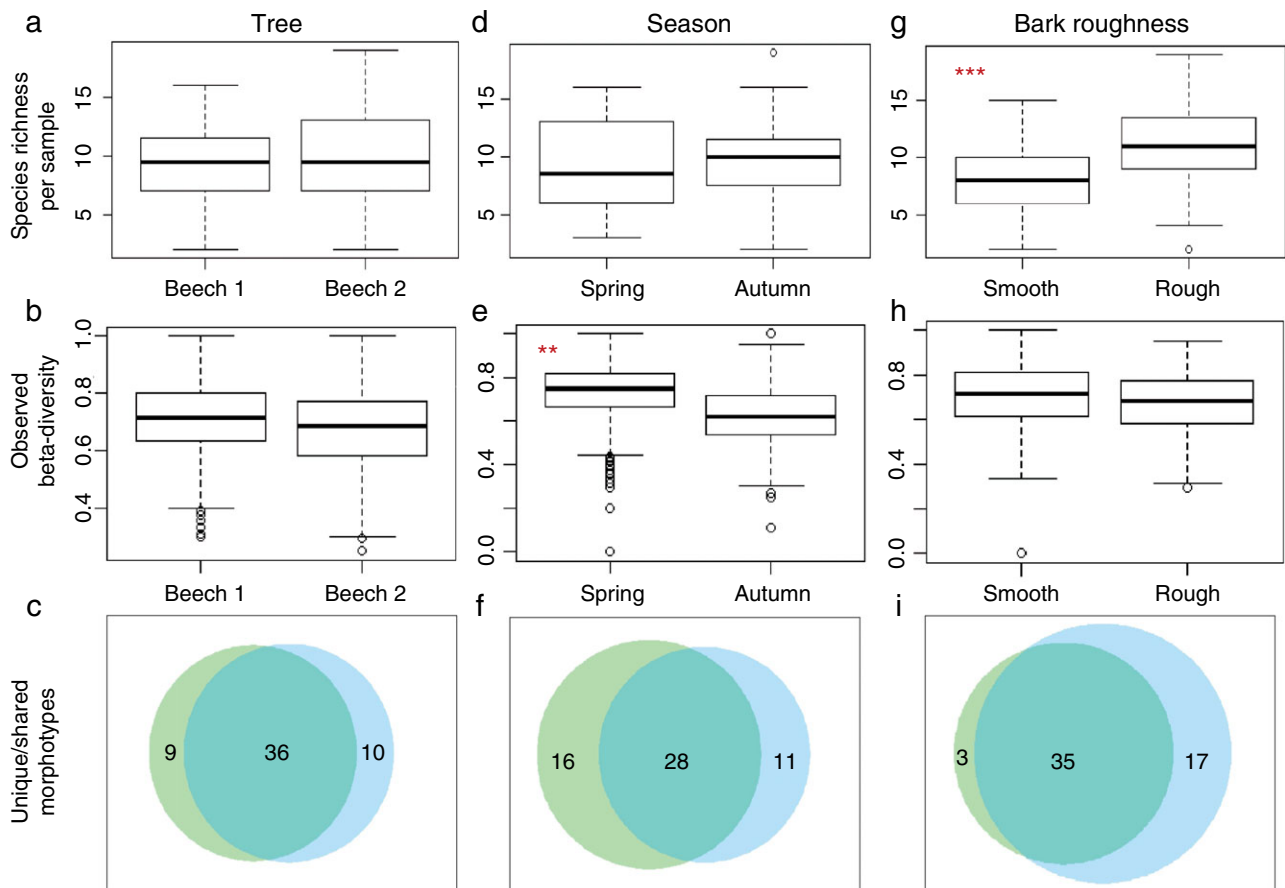 a
Tree
d
Season
g
Bark roughness
Species richness
per sample
5
10
15
Beech 1
Beech 2
5
10
15
Spring
Autumn
***
5
10
15
Smooth
Rough
b
e
h
Observed
beta-diversity
0.4
0.6
0.8
1.0
Beech 1
Beech 2
**
0.0
0.4
0.8
Spring
Autumn
0.0
0.4
0.8
Smooth
Rough
c
f
i
Unique/shared
morphotypes
9
36
10
16
28
11
3
35
17